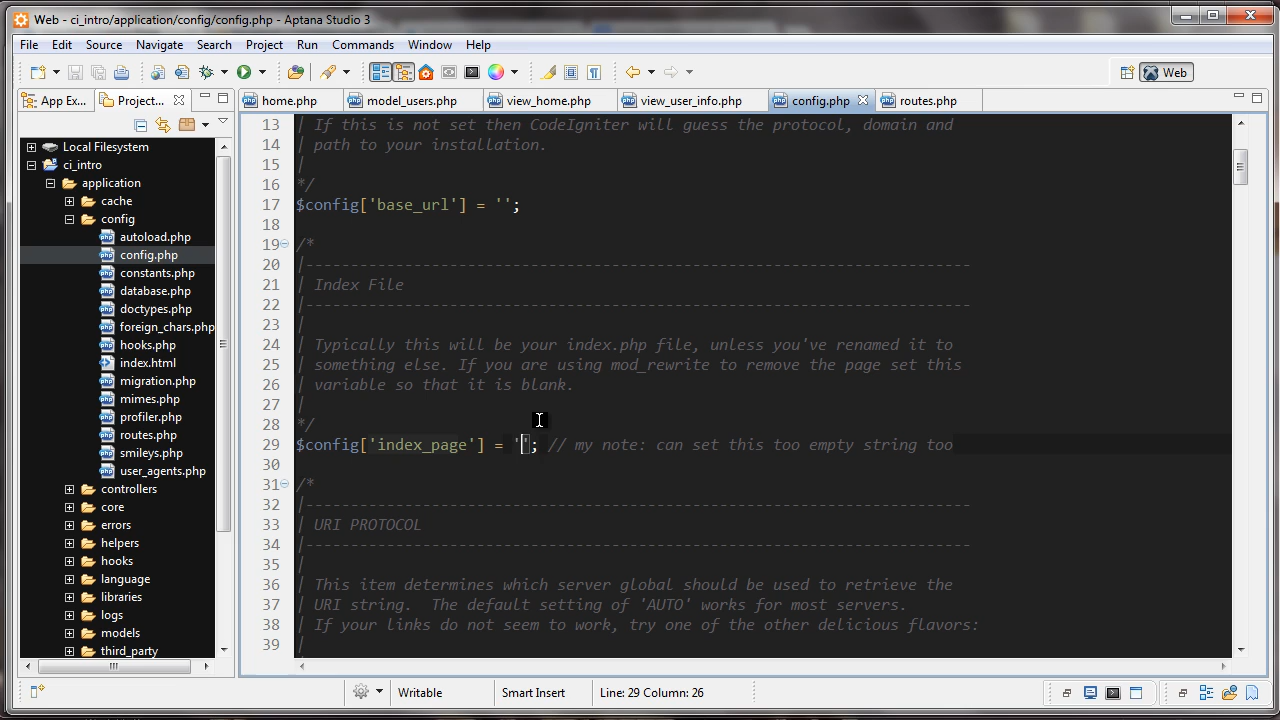 Web - ci_intro/application/config/config.php - Aptana Studio 3
File Edit Source Navigate Search Project Run Commands Window Help
Web
App Ex... Project...
home.php model_users.php view_home.php view_user_info.php config.php routes.php
Local Filesystem
ci_intro
application
cache
config
autoload.php
config.php
constants.php
database.php
doctypes.php
foreign_chars.php
hooks.php
index.html
migration.php
mimes.php
profiler.php
routes.php
smileys.php
user_agents.php
controllers
core
errors
helpers
hooks
language
libraries
logs
models
third_party
13 | If this is not set then CodeIgniter will guess the protocol, domain and
14 | path to your installation.
15 |
16 */
17 $config['base_url'] = '';
18
19 /*
20 |--------------------------------------------------------------------------
21 | Index File
22 |--------------------------------------------------------------------------
23 |
24 | Typically this will be your index.php file, unless you've renamed it to
25 | something else. If you are using mod_rewrite to remove the page set this
26 | variable so that it is blank.
27 |
28 */
29 $config['index_page'] = ''; // my note: can set this too empty string too
30
31 /*
32 |--------------------------------------------------------------------------
33 | URI PROTOCOL
34 |--------------------------------------------------------------------------
35 |
36 | This item determines which server global should be used to retrieve the
37 | URI string.  The default setting of 'AUTO' works for most servers.
38 | If your links do not seem to work, try one of the other delicious flavors:
39 |
Writable Smart Insert Line: 29 Column: 26